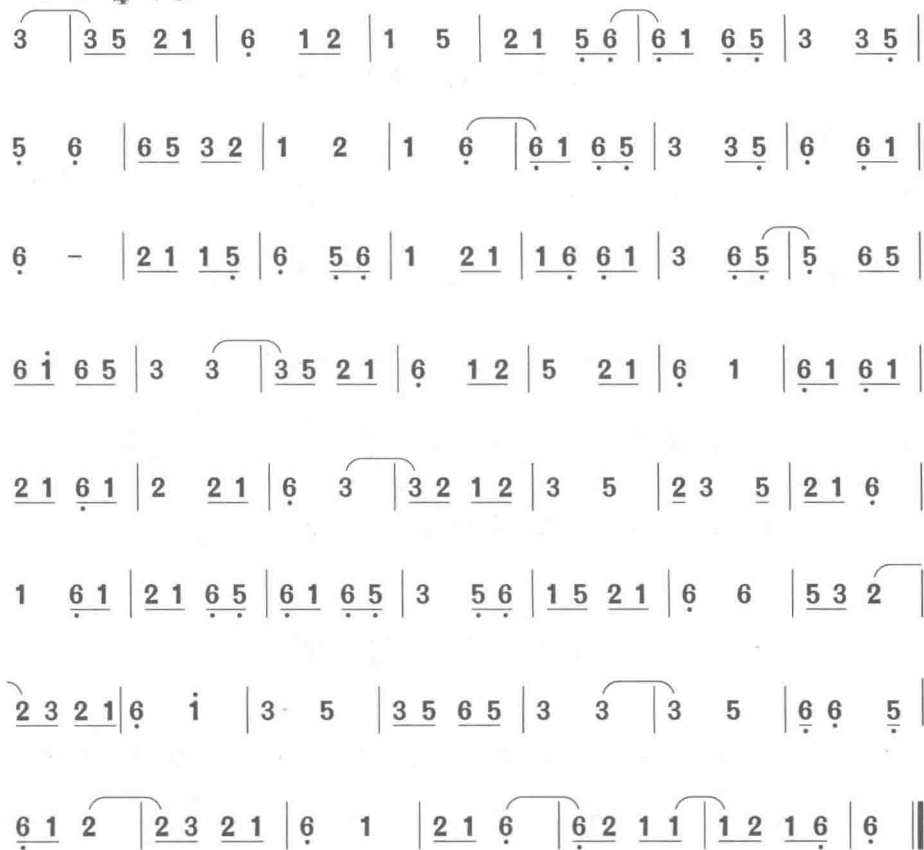 3 | 3 5 2 1 | 6̣ 1 2 | 1 5 | 2 1 5̣ 6̣ | 6̣ 1 6̣ 5̣ | 3 3 5̣ |
5̣ 6̣ | 6 5 3 2 | 1 2 | 1 6̣ | 6̣ 1 6̣ 5̣ | 3 3 5̣ | 6̣ 6̣ 1 |
6̣ - | 2 1 1 5̣ | 6̣ 5̣ 6̣ | 1 2 1 | 1 6̣ 6̣ 1 | 3 6̣ 5̣ | 5̣ 6 5 |
6 1̇ 6 5 | 3 3 | 3 5 2 1 | 6̣ 1 2 | 5 2 1 | 6̣ 1 | 6̣ 1 6̣ 1 |
2 1 6̣ 1 | 2 2 1 | 6̣ 3 | 3 2 1 2 | 3 5 | 2 3 5 | 2 1 6̣ |
1 6̣ 1 | 2 1 6̣ 5̣ | 6̣ 1 6̣ 5̣ | 3 5̣ 6̣ | 1 5 2 1 | 6̣ 6 | 5 3 2 |
2 3 2 1 | 6̣ 1̇ | 3 5 | 3 5 6 5 | 3 3 | 3 5 | 6̣ 6̣ 5̣ |
6̣ 1 2 | 2 3 2 1 | 6̣ 1 | 2 1 6̣ | 6̣ 2 1 1 | 1 2 1 6̣ | 6̣ ‖